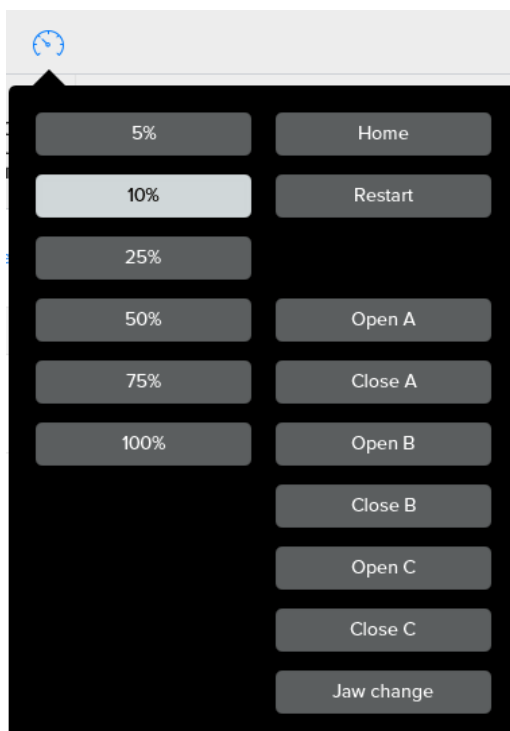 5%
10%
25%
50%
75%
100%
Home
Restart
Open A
Close A
Open B
Close B
Open C
Close C
Jaw change